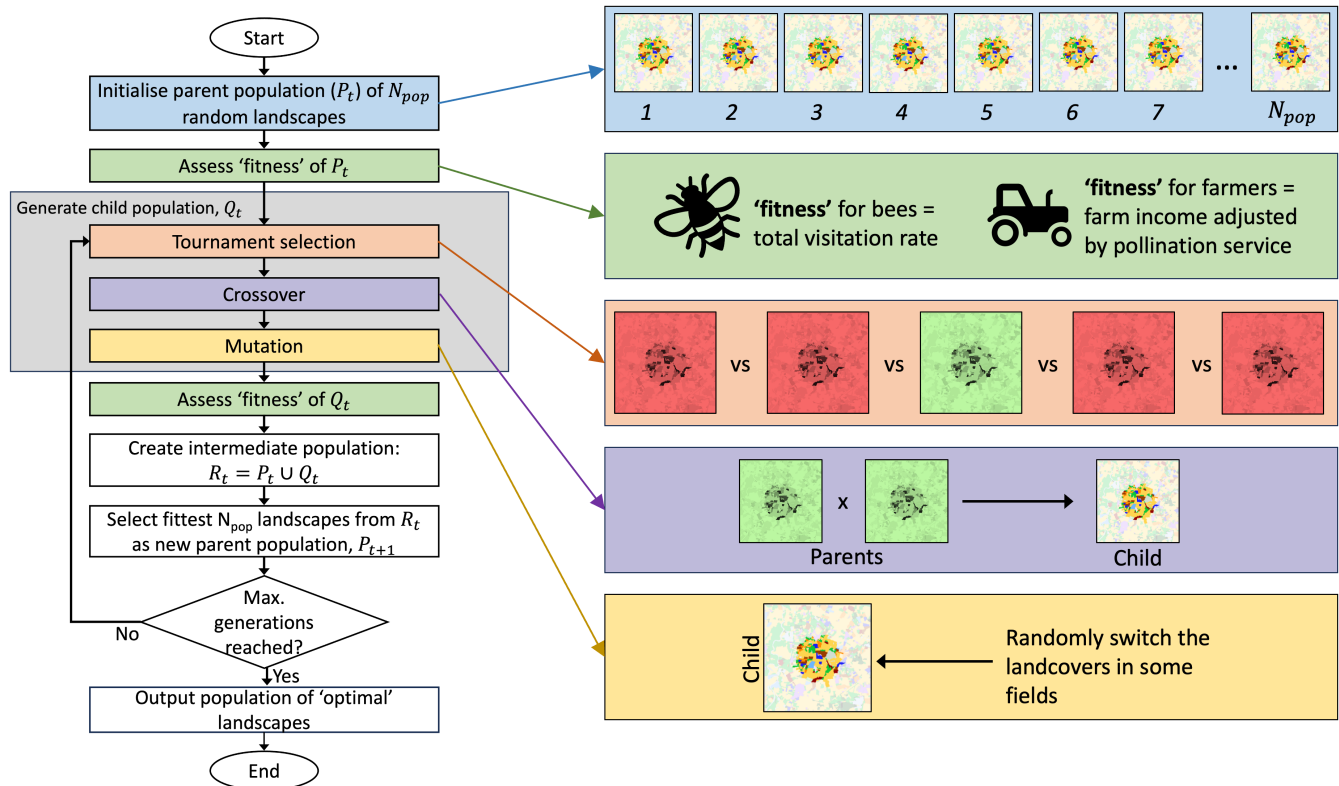 Start
Initialise parent population (𝑃𝑡) of 𝑁𝑝𝑜𝑝
random landscapes
Assess ‘fitness’ of 𝑃𝑡
Generate child population, 𝑄𝑡
Tournament selection
Crossover
Mutation
Assess ‘fitness’ of 𝑄𝑡
Create intermediate population:
𝑅𝑡 = 𝑃𝑡 ∪ 𝑄𝑡
Select fittest Npop landscapes from 𝑅𝑡
as new parent population, 𝑃𝑡+1
Max.
generations
reached?
No
Yes
Output population of ‘optimal’
landscapes
End
...
1 2 3 4 5 6 7 𝑁𝑝𝑜𝑝
‘fitness’ for bees =
total visitation rate
‘fitness’ for farmers =
farm income adjusted
by pollination service
vs vs vs vs
x
Parents Child
Child
Randomly switch the
landcovers in some
fields